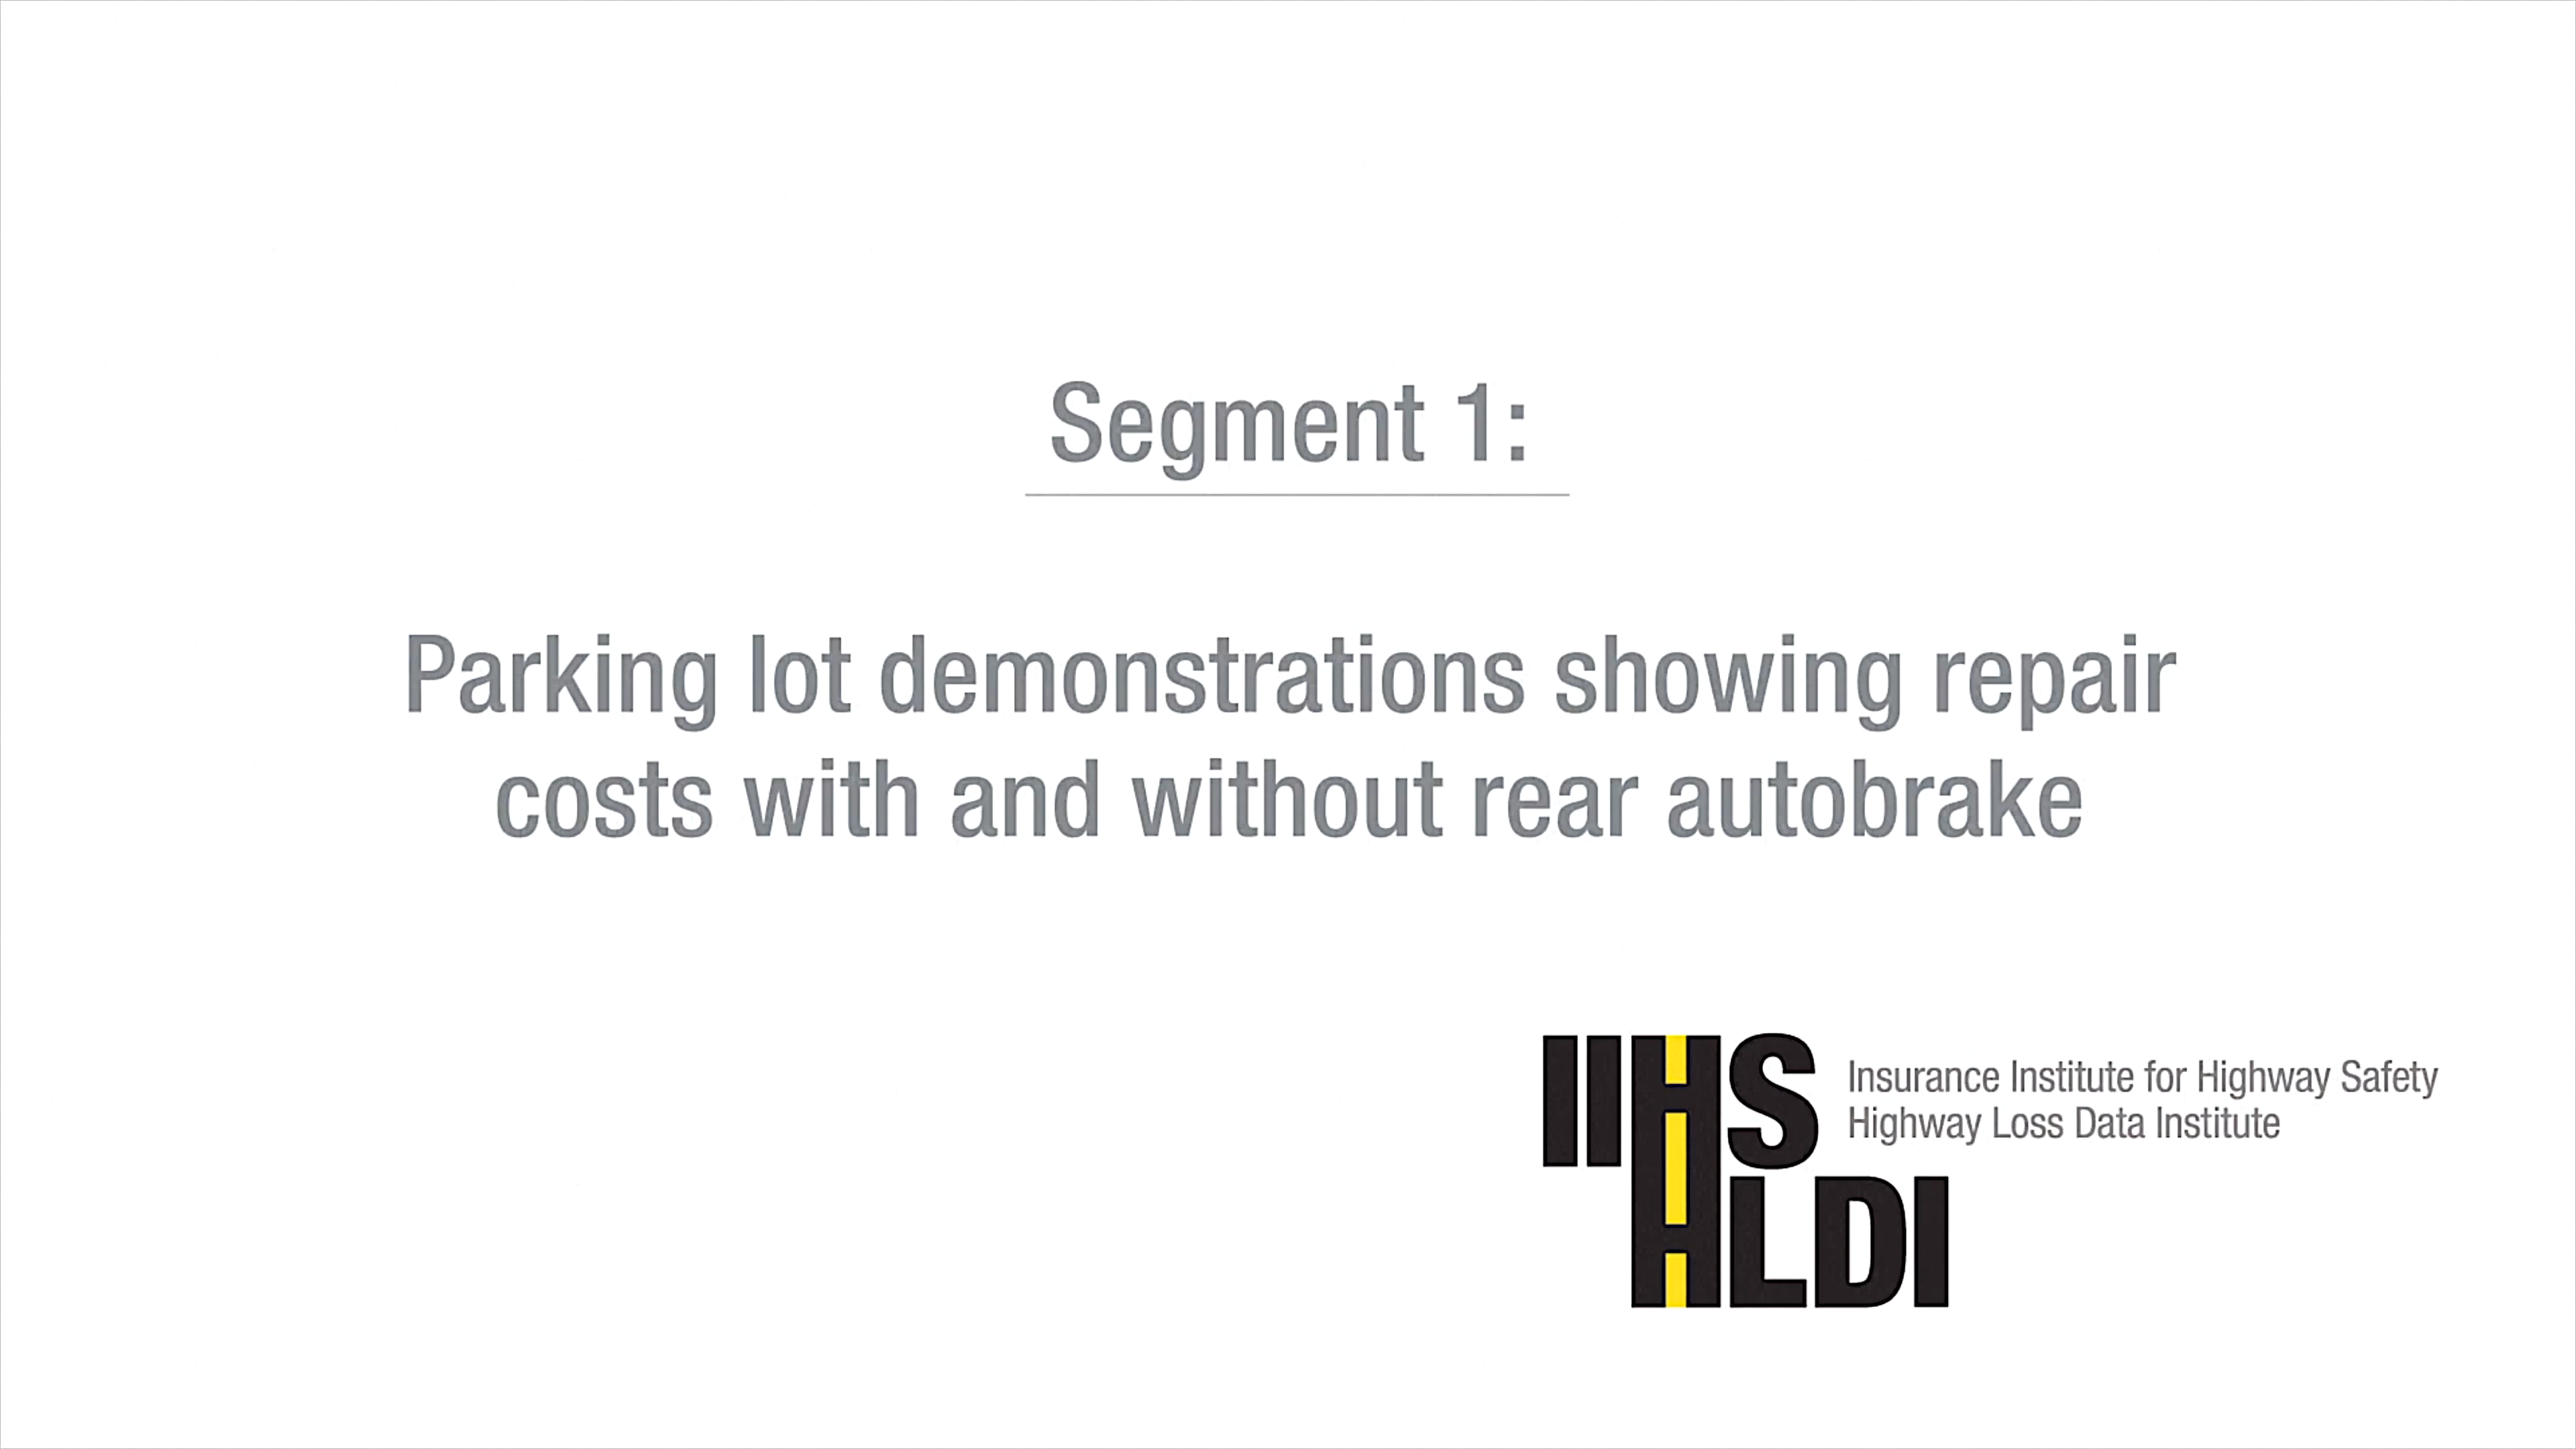 Segment 1:
Parking lot demonstrations showing repair
costs with and without rear autobrake
IIHS
HLDI
Insurance Institute for Highway Safety
Highway Loss Data Institute